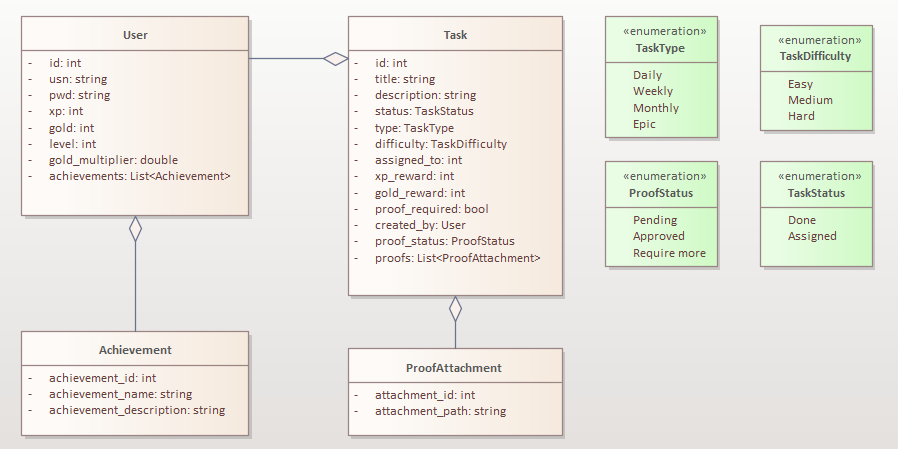 User
- id: int
- usn: string
- pwd: string
- xp: int
- gold: int
- level: int
- gold_multiplier: double
- achievements: List<Achievement>
Task
- id: int
- title: string
- description: string
- status: TaskStatus
- type: TaskType
- difficulty: TaskDifficulty
- assigned_to: int
- xp_reward: int
- gold_reward: int
- proof_required: bool
- created_by: User
- proof_status: ProofStatus
- proofs: List<ProofAttachment>
«enumeration»
TaskType
Daily
Weekly
Monthly
Epic
«enumeration»
TaskDifficulty
Easy
Medium
Hard
«enumeration»
ProofStatus
Pending
Approved
Require more
«enumeration»
TaskStatus
Done
Assigned
Achievement
- achievement_id: int
- achievement_name: string
- achievement_description: string
ProofAttachment
- attachment_id: int
- attachment_path: string